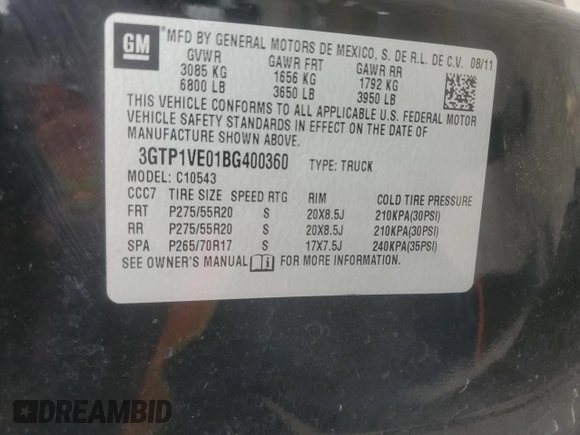 GM
MFD BY GENERAL MOTORS DE MEXICO, S. DE R.L. DE C.V. 08/11
GVWR GAWR FRT GAWR RR
3085 KG 1656 KG 1792 KG
6800 LB 3650 LB 3950 LB
THIS VEHICLE CONFORMS TO ALL APPLICABLE U.S. FEDERAL MOTOR
VEHICLE SAFETY STANDARDS IN EFFECT ON THE DATE OF
MANUFACTURE SHOWN ABOVE.
3GTP1VE01BG400360 TYPE: TRUCK
MODEL: C10543
CCC7 TIRE SIZE SPEED RTG RIM COLD TIRE PRESSURE
FRT P275/55R20 S 20X8.5J 210KPA(30PSI)
RR P275/55R20 S 20X8.5J 210KPA(30PSI)
SPA P265/70R17 S 17X7.5J 240KPA(35PSI)
SEE OWNER'S MANUAL i FOR MORE INFORMATION.
DREAMBID